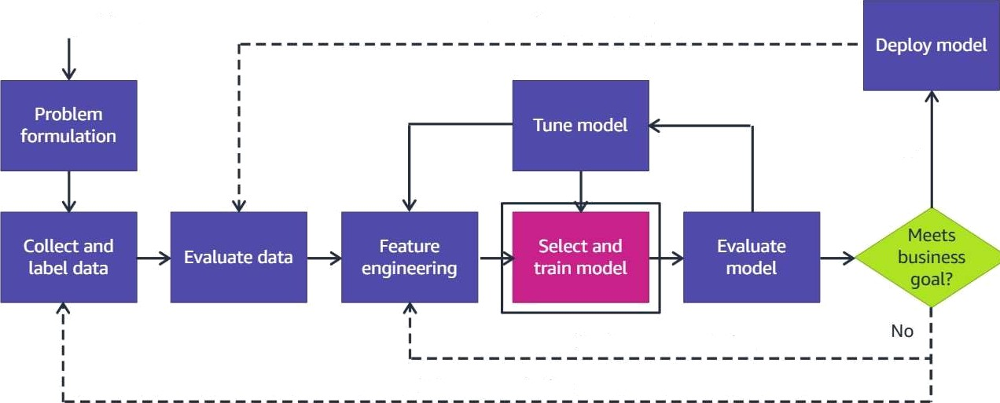 Deploy model
Problem
formulation
Tune model
Collect and
label data
Evaluate data
Feature
engineering
Select and
train model
Evaluate
model
Meets
business
goal?
No